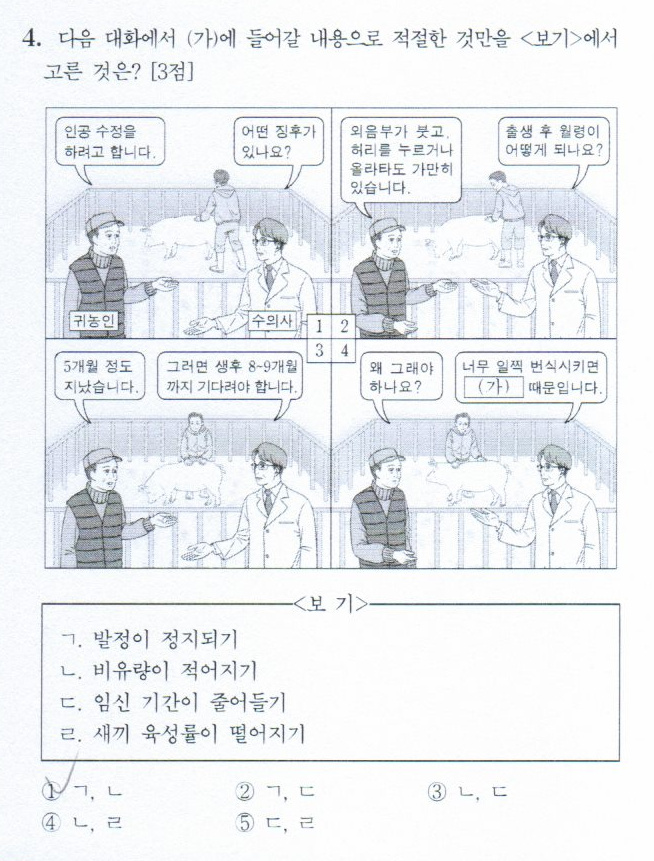 4. 다음 대화에서 (가)에 들어갈 내용으로 적절한 것만을 <보기>에서
고른 것은? [3점]
인공 수정을
하려고 합니다.
어떤 징후가
있나요?
귀농인
수의사
외음부가 붓고,
허리를 누르거나
올라타도 가만히
있습니다.
출생 후 월령이
어떻게 되나요?
1 2
3 4
5개월 정도
지났습니다.
그러면 생후 8~9개월
까지 기다려야 합니다.
왜 그래야
하나요?
너무 일찍 번식시키면
(가) 때문입니다.
<보 기>
ㄱ. 발정이 정지되기
ㄴ. 비유량이 적어지기
ㄷ. 임신 기간이 줄어들기
ㄹ. 새끼 육성률이 떨어지기
① ㄱ, ㄴ ② ㄱ, ㄷ ③ ㄴ, ㄷ
④ ㄴ, ㄹ ⑤ ㄷ, ㄹ